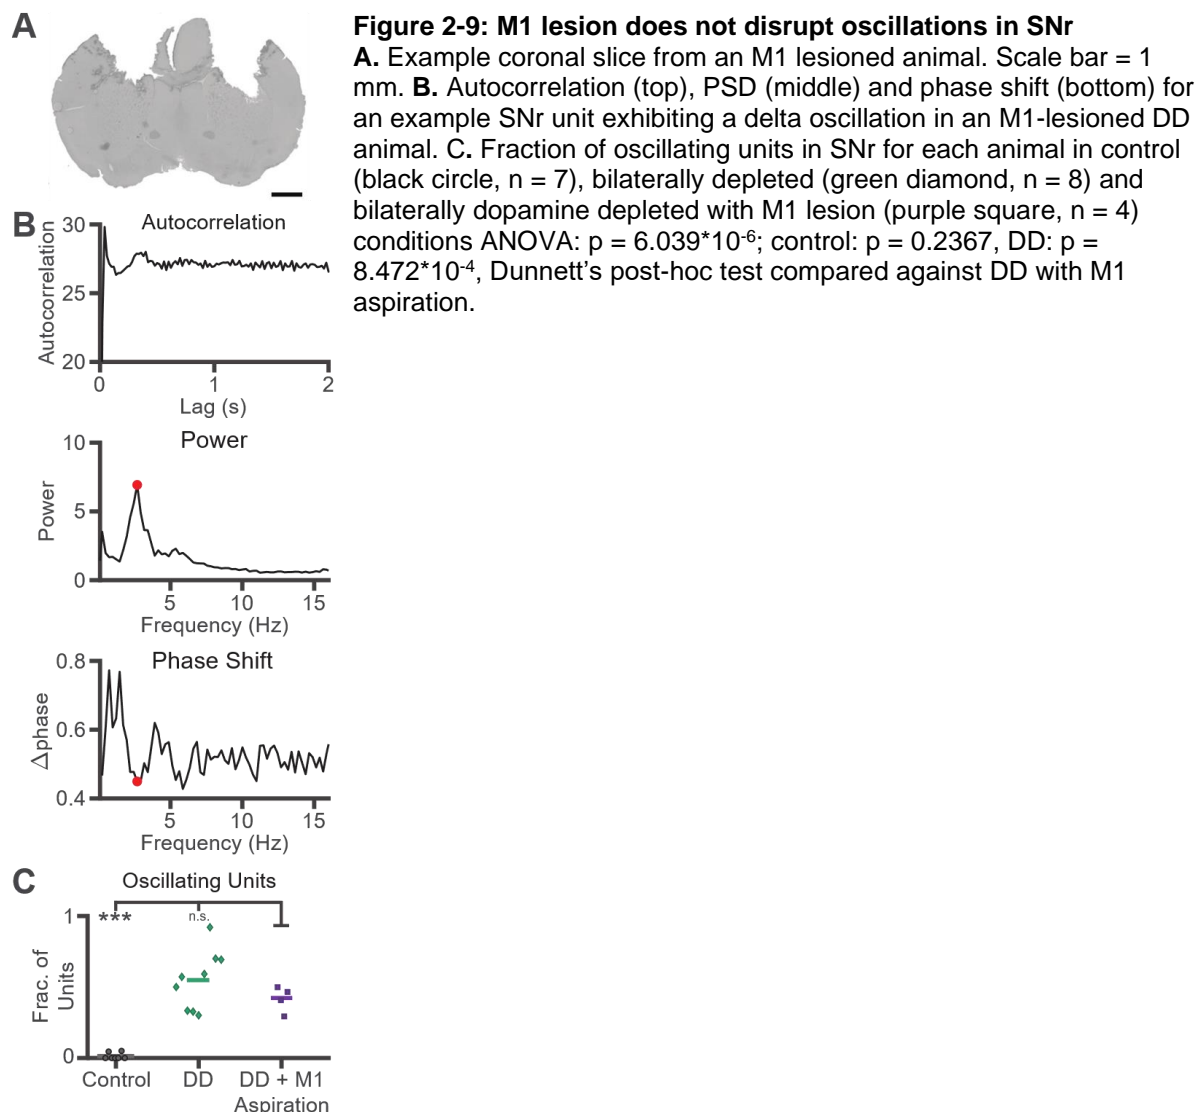 A
Figure 2-9: M1 lesion does not disrupt oscillations in SNr
A. Example coronal slice from an M1 lesioned animal. Scale bar = 1
mm. B. Autocorrelation (top), PSD (middle) and phase shift (bottom) for
an example SNr unit exhibiting a delta oscillation in an M1-lesioned DD
animal. C. Fraction of oscillating units in SNr for each animal in control
(black circle, n = 7), bilaterally depleted (green diamond, n = 8) and
bilaterally dopamine depleted with M1 lesion (purple square, n = 4)
conditions ANOVA: p = 6.039*10-6; control: p = 0.2367, DD: p =
8.472*10-4, Dunnett's post-hoc test compared against DD with M1
aspiration.
B
Autocorrelation
Autocorrelation
30
25
20
0 1 2
Lag (s)
Power
Power
10
5
0
5 10 15
Frequency (Hz)
Phase Shift
Δphase
0.8
0.6
0.4
5 10 15
Frequency (Hz)
C
Oscillating Units
*** n.s.
Frac. of
Units
1
0
Control DD DD + M1
Aspiration